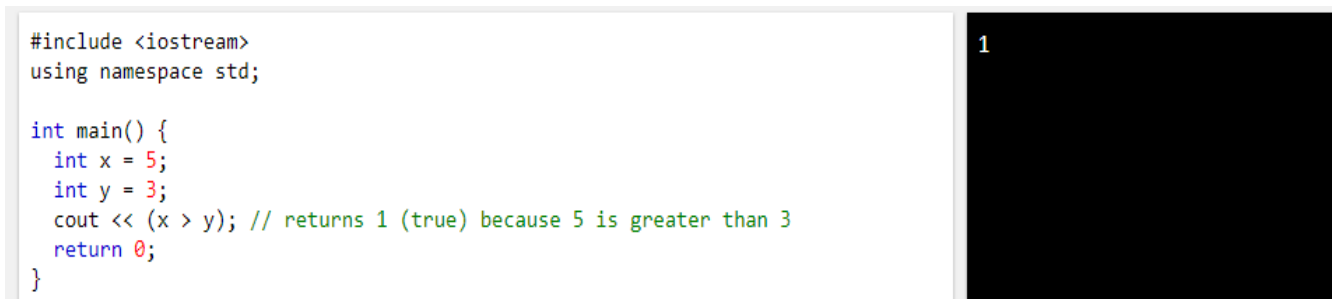 #include <iostream>
using namespace std;
int main() {
  int x = 5;
  int y = 3;
  cout << (x > y); // returns 1 (true) because 5 is greater than 3
  return 0;
}
1